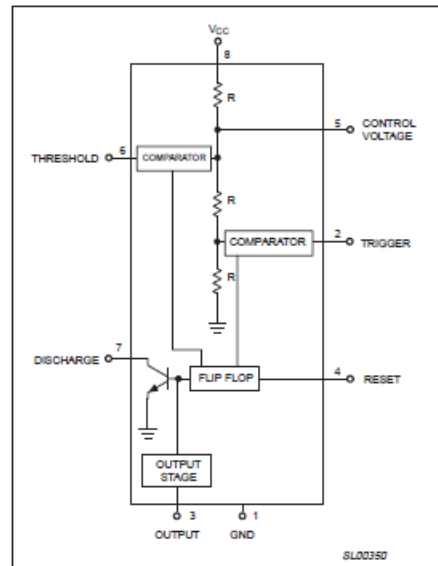 VCC
8
R
5
CONTROL
VOLTAGE
6
THRESHOLD
COMPARATOR
R
2
COMPARATOR
TRIGGER
R
7
DISCHARGE
4
FLIP FLOP
RESET
OUTPUT
STAGE
3
1
OUTPUT
GND
SL00350